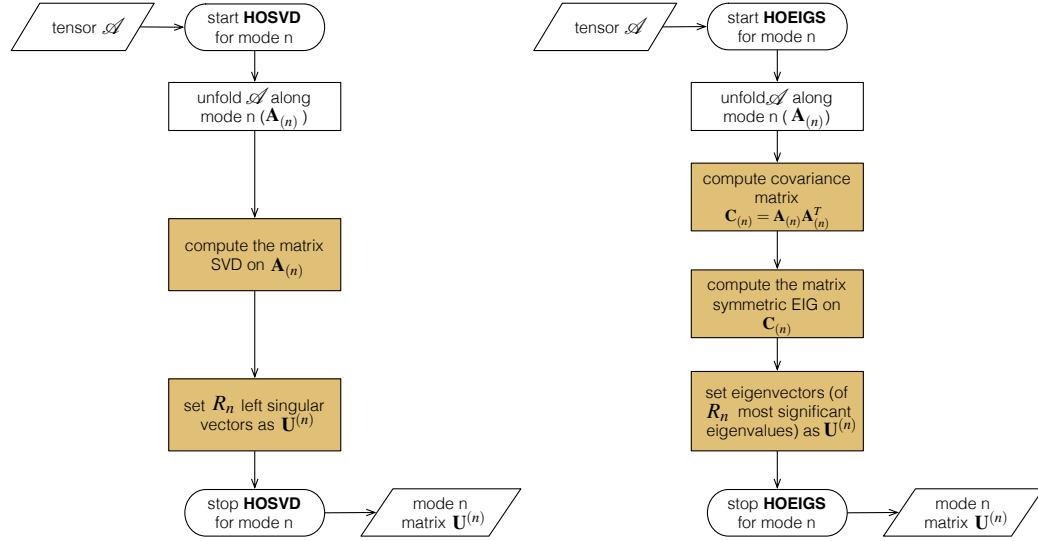 tensor 𝒜
start HOSVD
for mode n
unfold 𝒜 along
mode n (A₍ₙ₎ )
compute the matrix
SVD on A₍ₙ₎
set Rₙ left singular
vectors as U⁽ⁿ⁾
stop HOSVD
for mode n
mode n
matrix U⁽ⁿ⁾
tensor 𝒜
start HOEIGS
for mode n
unfold 𝒜 along
mode n ( A₍ₙ₎)
compute covariance
matrix
C₍ₙ₎ = A₍ₙ₎A₍ₙ₎ᵀ
compute the matrix
symmetric EIG on
C₍ₙ₎
set eigenvectors (of
Rₙ most significant
eigenvalues) as U⁽ⁿ⁾
stop HOEIGS
for mode n
mode n
matrix U⁽ⁿ⁾